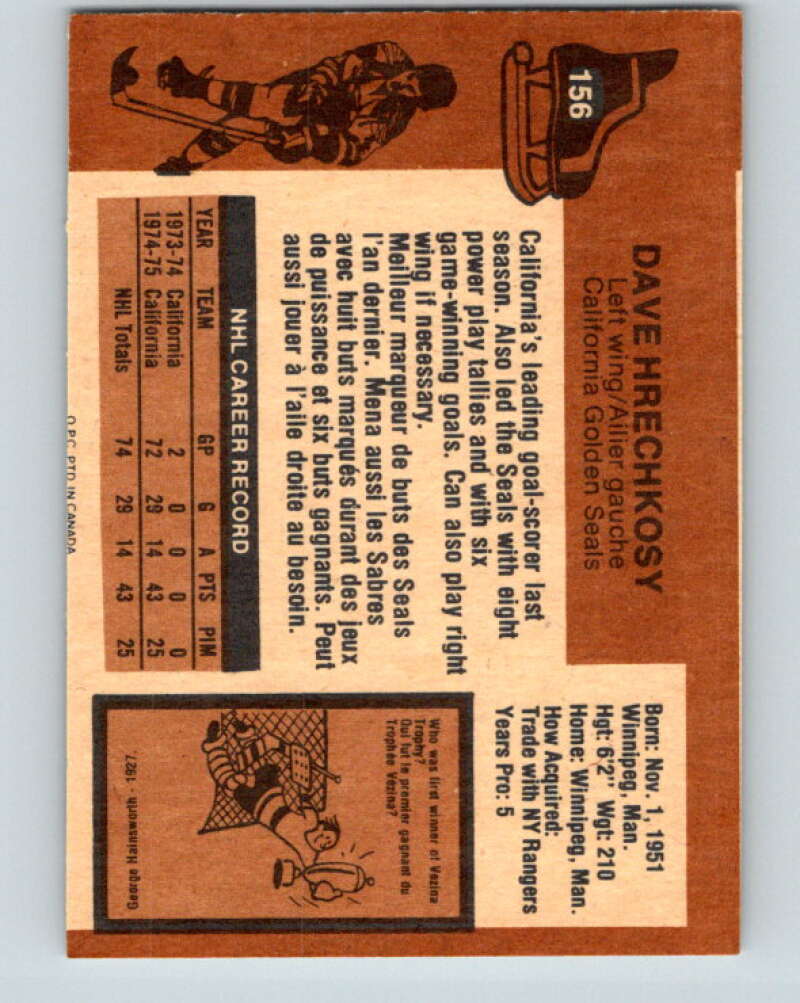 156
DAVE HRECHKOSY
Left wing/Ailier gauche
California Golden Seals
Born: Nov. 1, 1951
Winnipeg, Man.
Hgt: 6'2" Wgt: 210
Home: Winnipeg, Man.
How Acquired:
Trade with NY Rangers
Years Pro: 5
California's leading goal-scorer last
season. Also led the Seals with eight
power play tallies and with six
game-winning goals. Can also play right
wing if necessary.
Meilleur marqueur de buts des Seals
l'an dernier. Mena aussi les Sabres
avec huit buts marqués durant des jeux
de puissance et six buts gagnants. Peut
aussi jouer à l'aile droite au besoin.
NHL CAREER RECORD
YEAR TEAM GP G A PTS PIM
1973-74 California 2 0 0 0 0
1974-75 California 72 29 14 43 25
NHL Totals 74 29 14 43 25
Who was first winner of Vezina
Trophy?
Qui fut le premier gagnant du
Trophée Vezina?
George Hainsworth - 1927.
O.P.C. PTD. IN CANADA